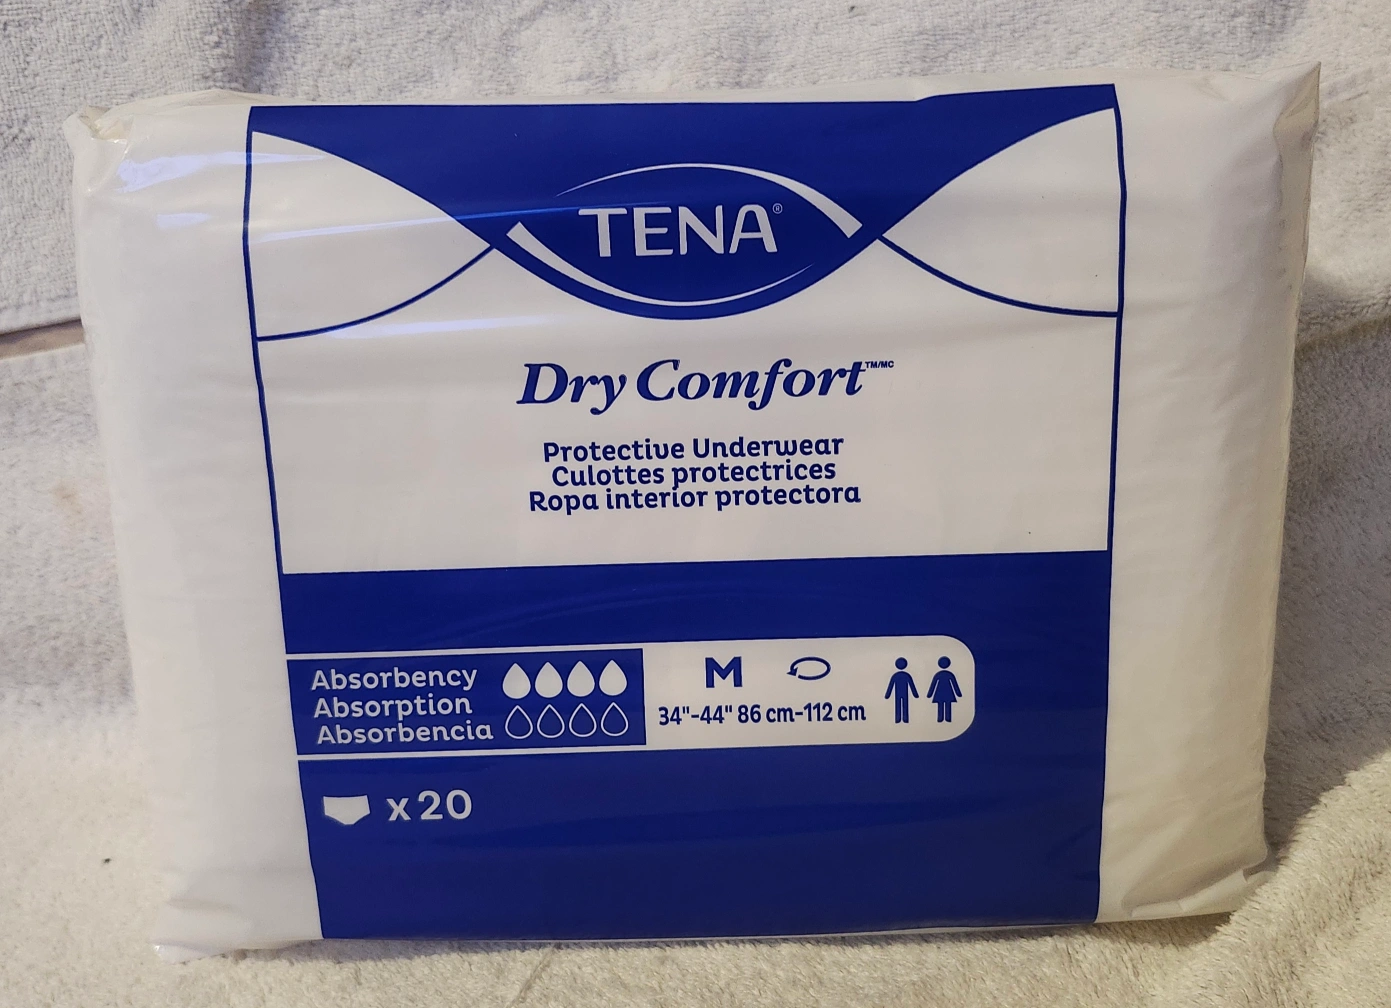 TENA®
Dry Comfort™/MC
Protective Underwear
Culottes protectrices
Ropa interior protectora
Absorbency
Absorption
Absorbencia
M
34"-44" 86 cm-112 cm
x20